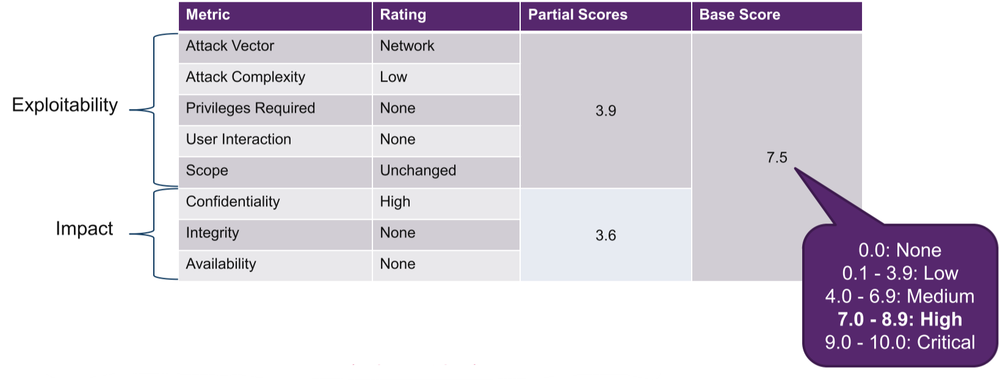 Metric Rating Partial Scores Base Score
Attack Vector Network
Attack Complexity Low
Exploitability
Privileges Required None
3.9
User Interaction None
Scope Unchanged
7.5
Confidentiality High
Impact
Integrity None
3.6
Availability None
0.0: None
0.1 - 3.9: Low
4.0 - 6.9: Medium
7.0 - 8.9: High
9.0 - 10.0: Critical